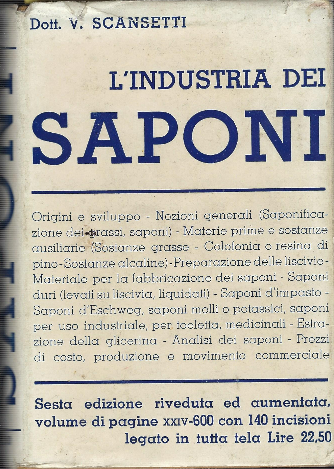 Dott. V. SCANSETTI
L'INDUSTRIA DEI
SAPONI
Origini e sviluppo - Nozioni generali (Saponifica-
zione dei grassi, saponi) - Materie prime e sostanze
ausiliarie (Sostanze grasse - Colofonia e resina di
pino - Sostanze alcaline) - Preparazione delle liscivie -
Materiale per la fabbricazione dei saponi - Saponi
duri (levati su liscivia, liquidati) - Saponi d'impasto -
Saponi d'Eschweg, saponi molli o potassici, saponi
per uso industriale, per toeletta, medicinali - Estra-
zione della glicerina - Analisi dei saponi - Prezzi
di costo, produzione e movimento commerciale
Sesta edizione riveduta ed aumentata,
volume di pagine XXIV-600 con 140 incisioni
legato in tutta tela Lire 22,50